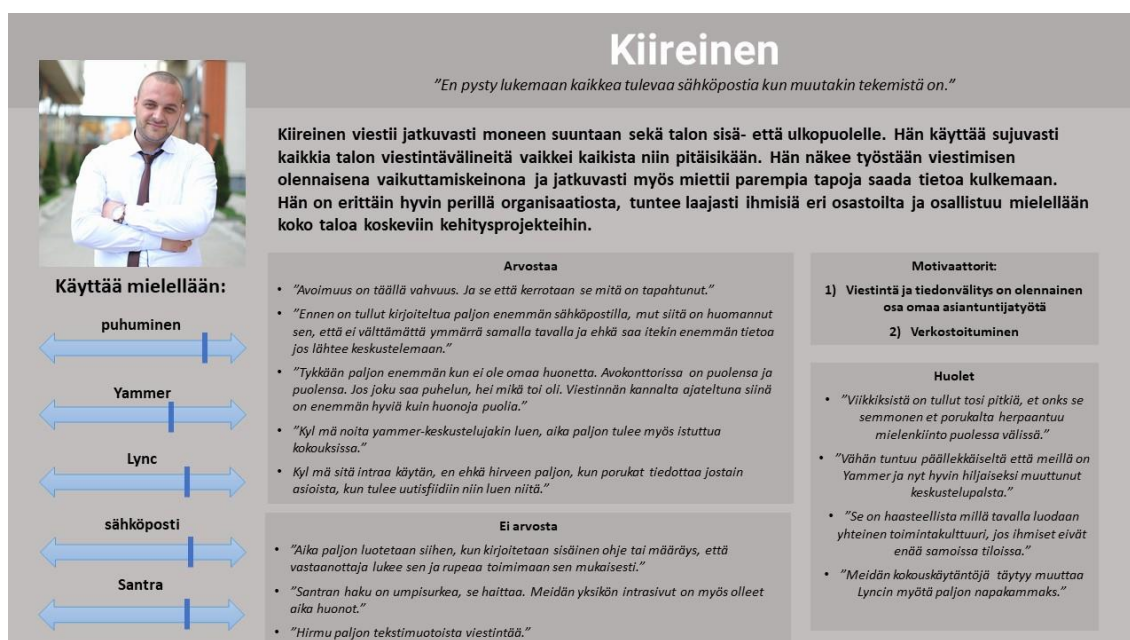 Kiireinen
"En pysty lukemaan kaikkea tulevaa sähköpostia kun muutakin tekemistä on."
Kiireinen viestii jatkuvasti moneen suuntaan sekä talon sisä- että ulkopuolelle. Hän käyttää sujuvasti
kaikkia talon viestintävälineitä vaikkei kaikista niin pitäisikään. Hän näkee työstään viestimisen
olennaisena vaikuttamiskeinona ja jatkuvasti myös miettii parempia tapoja saada tietoa kulkemaan.
Hän on erittäin hyvin perillä organisaatiosta, tuntee laajasti ihmisiä eri osastoilta ja osallistuu mielellään
koko taloa koskeviin kehitysprojekteihin.
Käyttää mielellään:
puhuminen
Yammer
Lync
sähköposti
Santra
Arvostaa
• "Avoimuus on täällä vahvuus. Ja se että kerrotaan se mitä on tapahtunut."
• "Ennen on tullut kirjoiteltua paljon enemmän sähköpostilla, mut siitä on huomannut
sen, että ei välttämättä ymmärrä samalla tavalla ja ehkä saa itekin enemmän tietoa
jos lähtee keskustelemaan."
• "Tykkään paljon enemmän kun ei ole omaa huonetta. Avokonttorissa on puolensa ja
puolensa. Jos joku saa puhelun, hei mikä toi oli. Viestinnän kannalta ajateltuna siinä
on enemmän hyviä kuin huonoja puolia."
• "Kyl mä noita yammer-keskustelujakin luen, aika paljon tulee myös istuttua
kokouksissa."
• Kyl mä sitä intraa käytän, en ehkä hirveen paljon, kun porukat tiedottaa jostain
asioista, kun tulee uutisfiidiin niin luen niitä."
Ei arvosta
• "Aika paljon luotetaan siihen, kun kirjoitetaan sisäinen ohje tai määräys, että
vastaanottaja lukee sen ja rupeaa toimimaan sen mukaisesti."
• "Santran haku on umpisurkea, se haittaa. Meidän yksikön intrasivut on myös olleet
aika huonot."
• "Hirmu paljon tekstimuotoista viestintää."
Motivaattorit:
1) Viestintä ja tiedonvälitys on olennainen
osa omaa asiantuntijatyötä
2) Verkostoituminen
Huolet
• "Viikkiksistä on tullut tosi pitkiä, et onks se
semmonen et porukalta herpaantuu
mielenkiinto puolessa välissä."
• "Vähän tuntuu päällekkäiseltä että meillä on
Yammer ja nyt hyvin hiljaiseksi muuttunut
keskustelupalsta."
• "Se on haasteellista millä tavalla luodaan
yhteinen toimintakulttuuri, jos ihmiset eivät
enää samoissa tiloissa."
• "Meidän kokouskäytäntöjä täytyy muuttaa
Lyncin myötä paljon napakammaks."